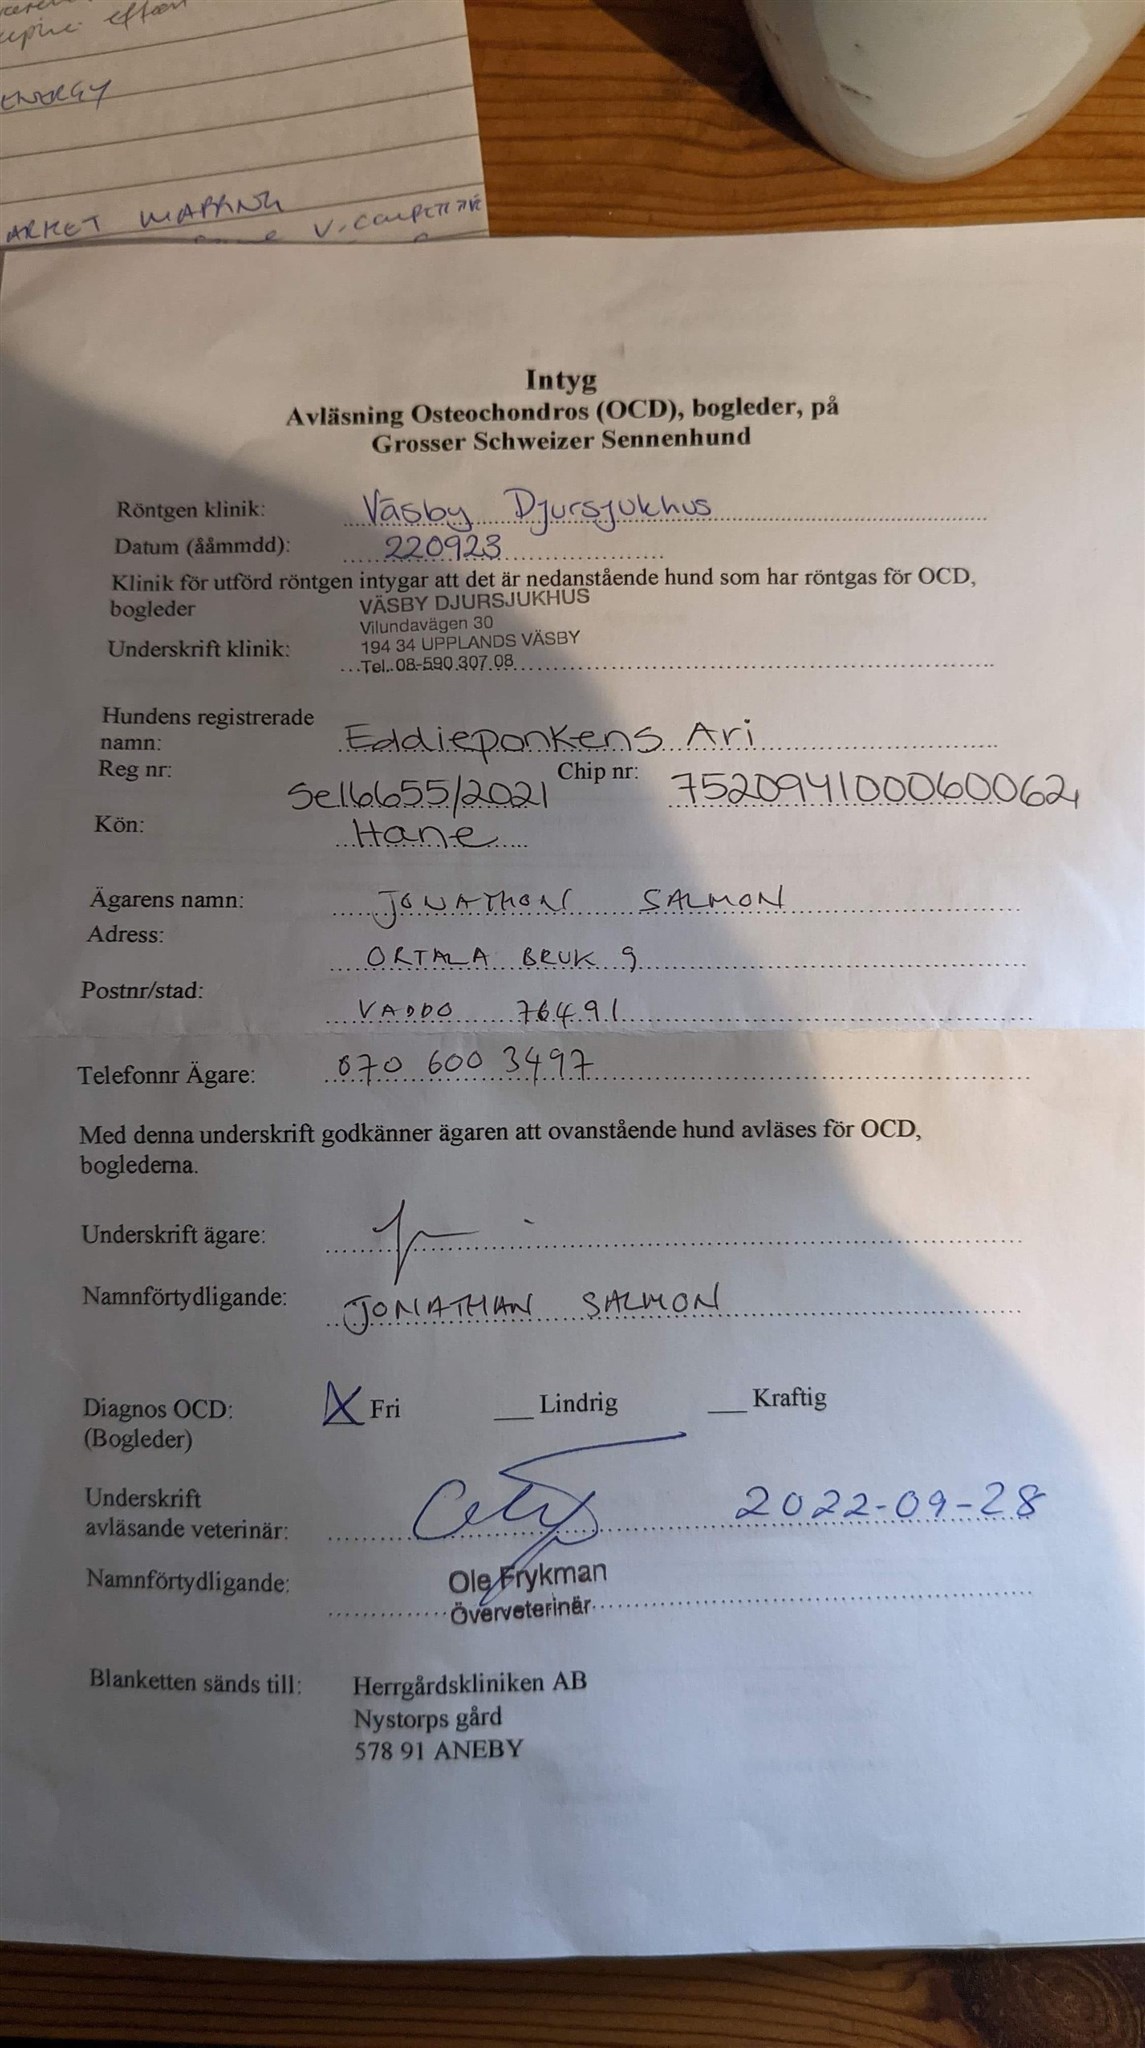 effort
ENERGY
ARKET MAPPING
V. COMPETITIVE
Intyg
Avläsning Osteochondros (OCD), bogleder, på
Grosser Schweizer Sennenhund
Röntgen klinik: Väsby Djursjukhus
Datum (ååmmdd): 220923
Klinik för utförd röntgen intygar att det är nedanstående hund som har röntgas för OCD,
bogleder
VÄSBY DJURSJUKHUS
Vilundavägen 30
Underskrift klinik: 194 34 UPPLANDS VÄSBY
Tel. 08-590 307 08
Hundens registrerade
namn: Eddieponkens Ari
Reg nr: Se16655/2021 Chip nr: 752094100060062
Kön: Hane
Ägarens namn: JONATHON SALMON
Adress: ORTALA BRUK 9
Postnr/stad: VADDO 76491
Telefonnr Ägare: 070 600 3497
Med denna underskrift godkänner ägaren att ovanstående hund avläses för OCD,
boglederna.
Underskrift ägare:
Namnförtydligande: JONATHAN SALMON
Diagnos OCD: X Fri __ Lindrig __ Kraftig
(Bogleder)
Underskrift
avläsande veterinär: 2022-09-28
Namnförtydligande: Ole Frykman
Överveterinär
Blanketten sänds till: Herrgårdskliniken AB
Nystorps gård
578 91 ANEBY